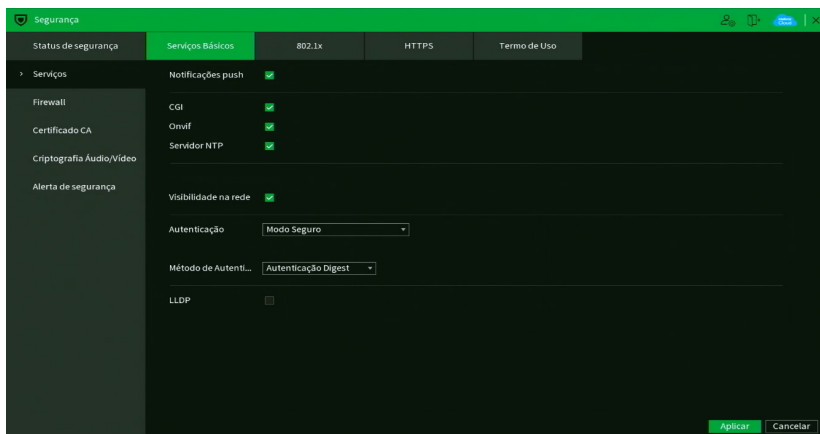 Segurança
Status de segurança
Serviços Básicos
802.1x
HTTPS
Termo de Uso
Serviços
Firewall
Certificado CA
Criptografia Áudio/Vídeo
Alerta de segurança
Notificações push
CGI
Onvif
Servidor NTP
Visibilidade na rede
Autenticação
Modo Seguro
Método de Autenti...
Autenticação Digest
LLDP
Aplicar
Cancelar